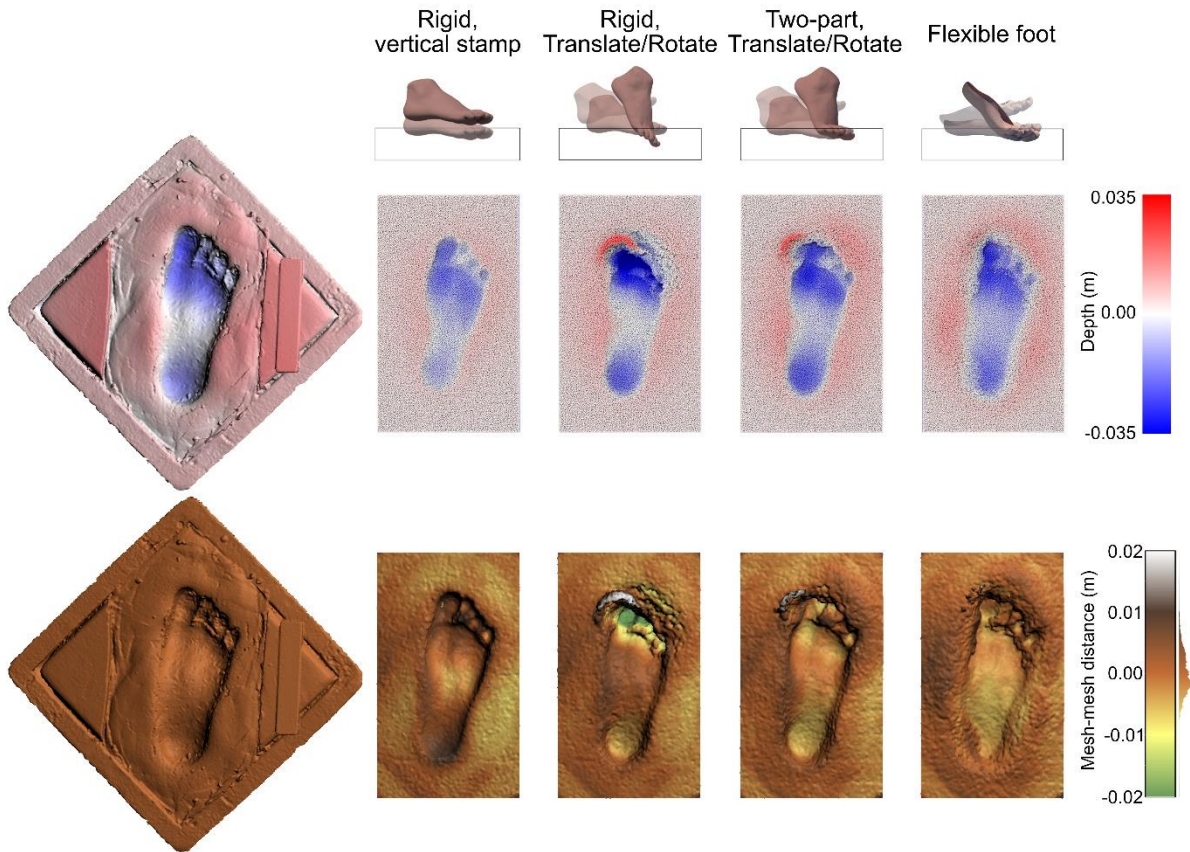 Rigid,
vertical stamp
Rigid,
Translate/Rotate
Two-part,
Translate/Rotate
Flexible foot
0.035
0.00
-0.035
Depth (m)
0.02
0.01
0.00
-0.01
-0.02
Mesh-mesh distance (m)